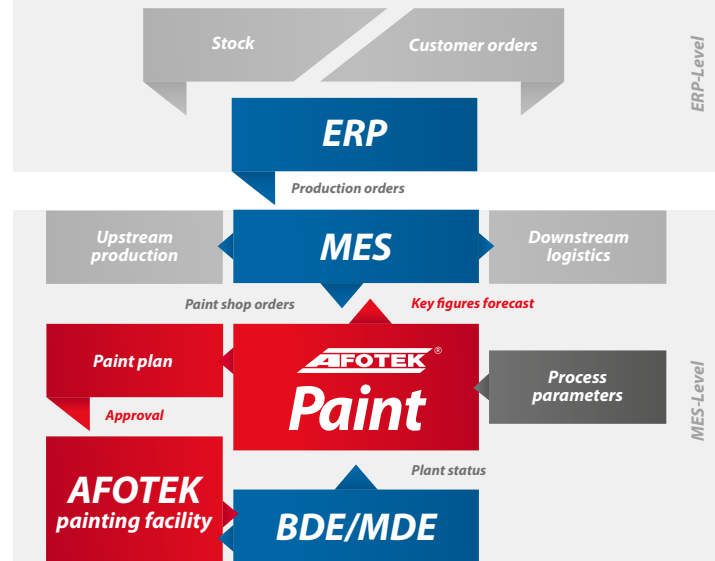 Stock
Customer orders
ERP-Level
ERP
Production orders
Upstream
production
MES
Downstream
logistics
Paint shop orders
Key figures forecast
Paint plan
AFOTEK®
Paint
Process
parameters
MES-Level
Approval
Plant status
AFOTEK
painting facility
BDE/MDE